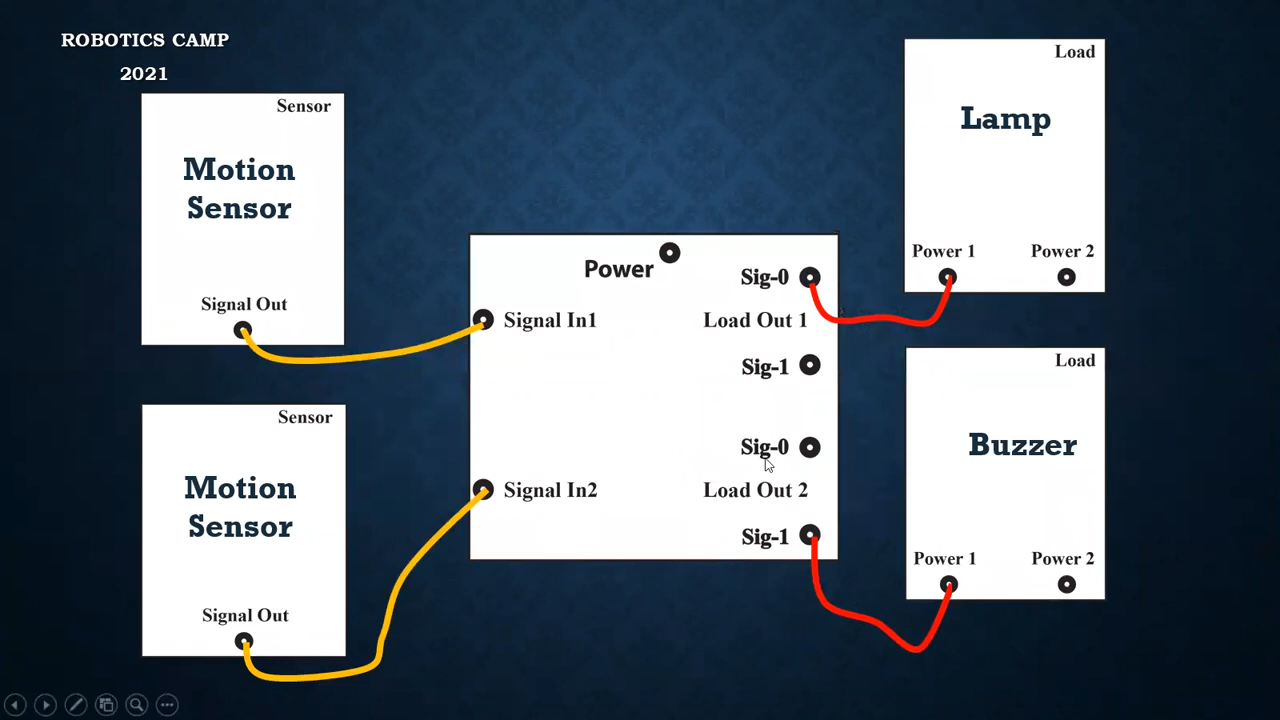 ROBOTICS CAMP
2021
Sensor
Motion
Sensor
Signal Out
Sensor
Motion
Sensor
Signal Out
Power
Sig-0
Signal In1
Load Out 1
Sig-1
Sig-0
Signal In2
Load Out 2
Sig-1
Load
Lamp
Power 1
Power 2
Load
Buzzer
Power 1
Power 2